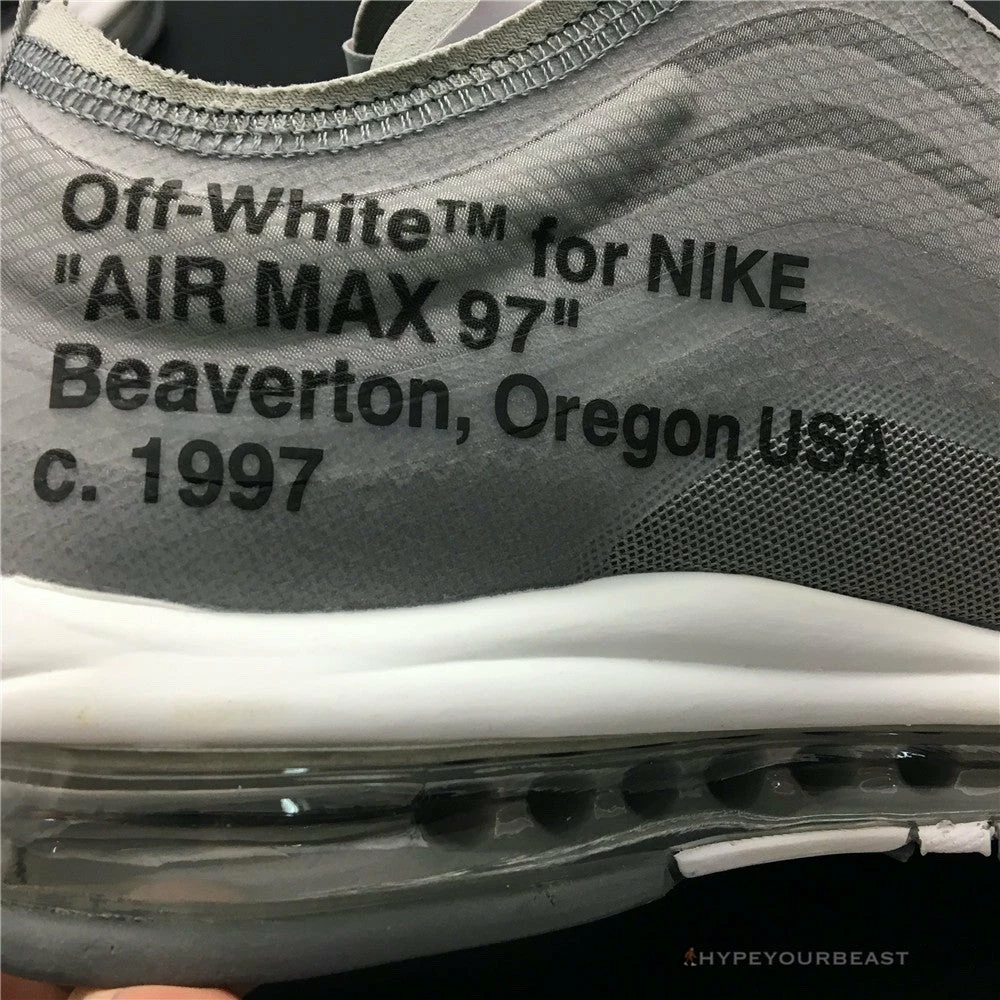 Off-White™ for NIKE
"AIR MAX 97"
Beaverton, Oregon USA
c. 1997
HYPEYOURBEAST